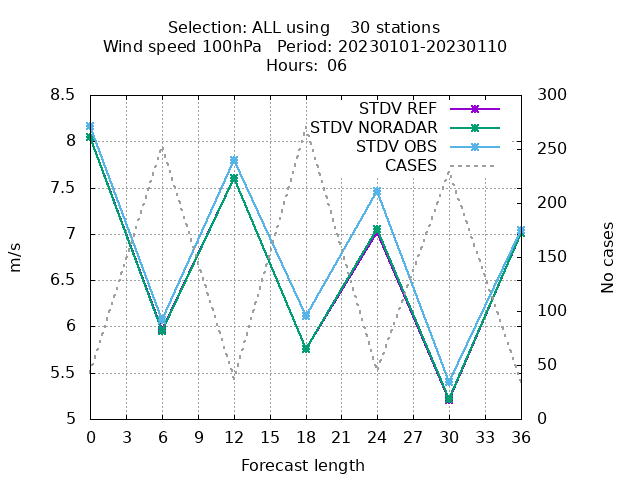 Selection: ALL using    30 stations
Wind speed 100hPa   Period: 20230101-20230110
Hours: 06
STDV REF
STDV NORADAR
STDV OBS
CASES
8.5
8
7.5
7
6.5
6
5.5
5
m/s
300
250
200
150
100
50
0
No cases
0 3 6 9 12 15 18 21 24 27 30 33 36
Forecast length